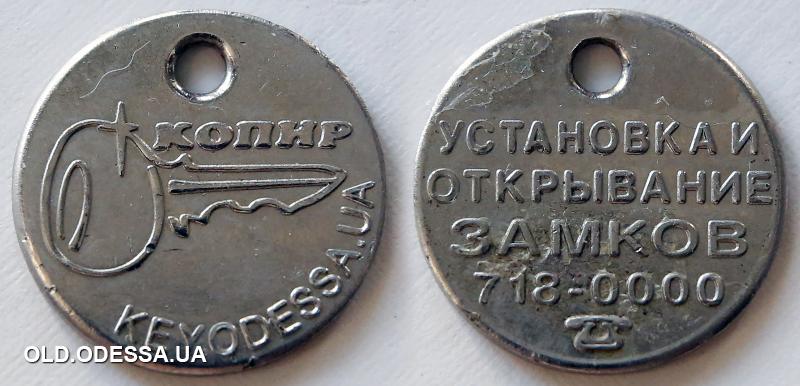 КОПИР
KEYODESSA.UA
УСТАНОВКА И
ОТКРЫВАНИЕ
ЗАМКОВ
718-0000
OLD.ODESSA.UA